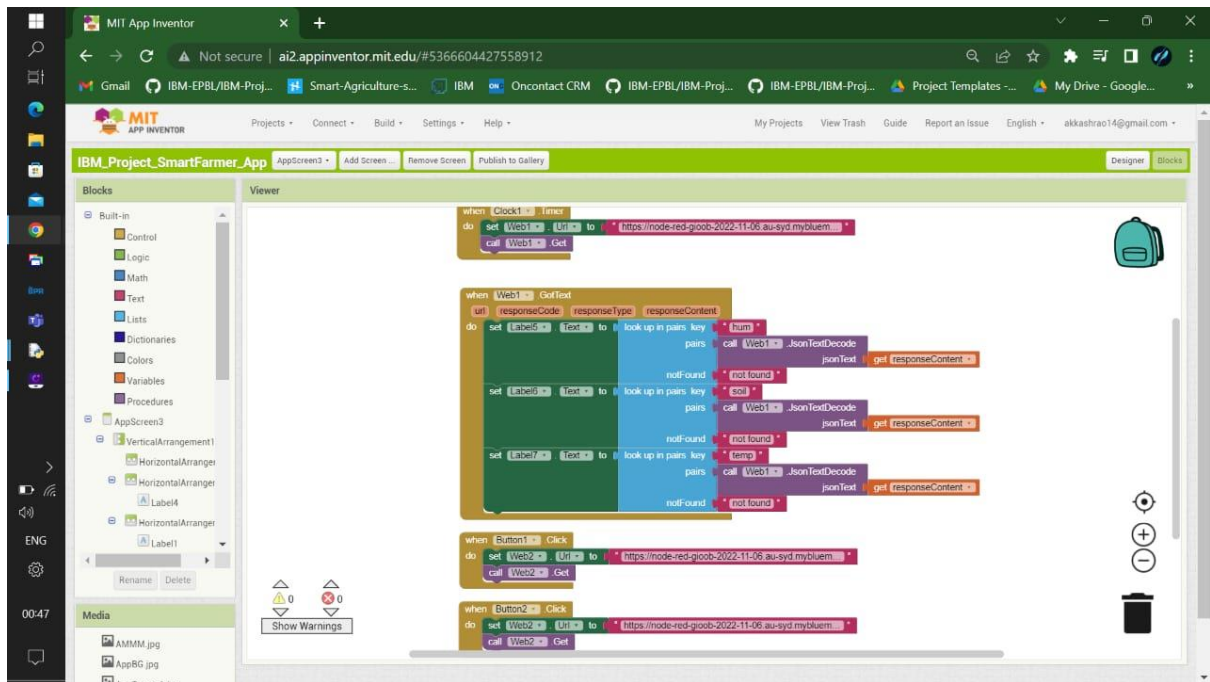 MIT App Inventor
Not secure | ai2.appinventor.mit.edu/#5366604427558912
Gmail IBM-EPBL/IBM-Proj... Smart-Agriculture-s... IBM Oncontact CRM IBM-EPBL/IBM-Proj... IBM-EPBL/IBM-Proj... Project Templates -... My Drive - Google... »
MIT
APP INVENTOR
Projects Connect Build Settings Help My Projects View Trash Guide Report an Issue English akkashrao14@gmail.com
IBM_Project_SmartFarmer_App AppScreen3 Add Screen ... Remove Screen Publish to Gallery Designer Blocks
Blocks
Built-in
Control
Logic
Math
Text
Lists
Dictionaries
Colors
Variables
Procedures
AppScreen3
VerticalArrangement1
HorizontalArranger
HorizontalArranger
Label4
HorizontalArranger
Label1
Rename Delete
Media
AMMM.jpg
AppBG.jpg
Viewer
when Clock1 .Timer
do set Web1 . Url to " https://node-red-gioob-2022-11-06.au-syd.mybluem... "
call Web1 .Get
when Web1 .GotText
url responseCode responseType responseContent
do set Label5 . Text to look up in pairs key " hum "
pairs call Web1 .JsonTextDecode
jsonText get responseContent
notFound " not found "
set Label6 . Text to look up in pairs key " soil "
pairs call Web1 .JsonTextDecode
jsonText get responseContent
notFound " not found "
set Label7 . Text to look up in pairs key " temp "
pairs call Web1 .JsonTextDecode
jsonText get responseContent
notFound " not found "
when Button1 .Click
do set Web2 . Url to " https://node-red-gioob-2022-11-06.au-syd.mybluem... "
call Web2 .Get
when Button2 .Click
do set Web2 . Url to " https://node-red-gioob-2022-11-06.au-syd.mybluem... "
call Web2 .Get
0 0
Show Warnings
ENG
00:47